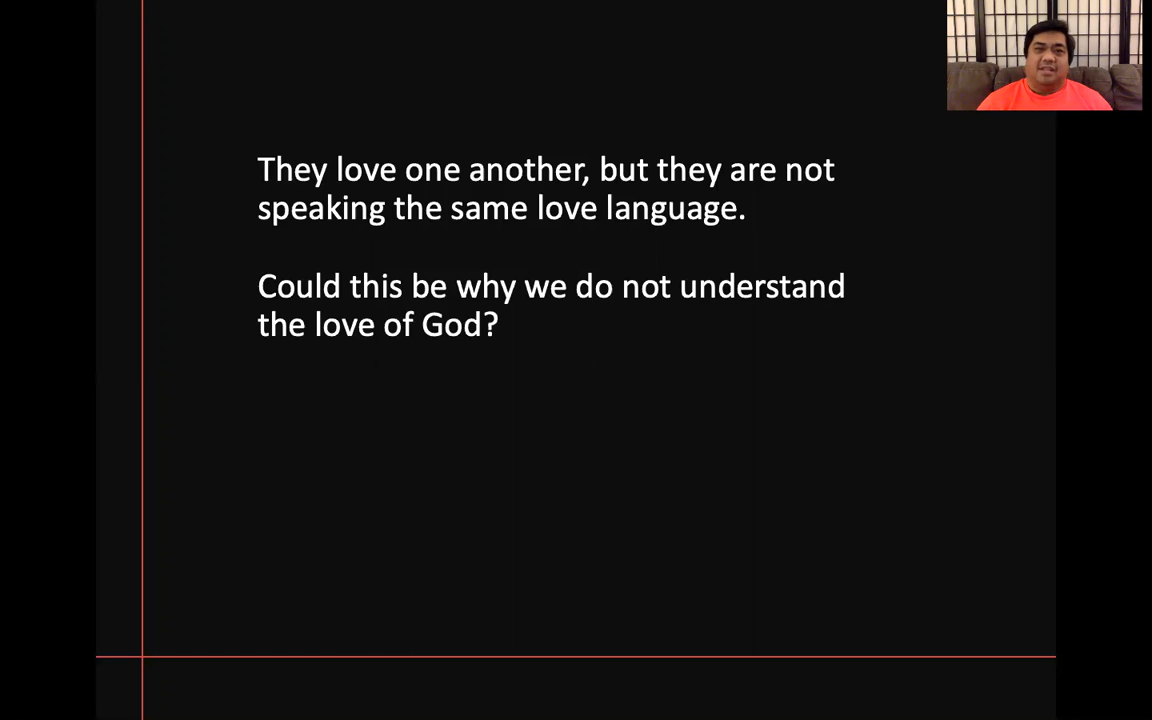 They love one another, but they are not
speaking the same love language.
Could this be why we do not understand
the love of God?